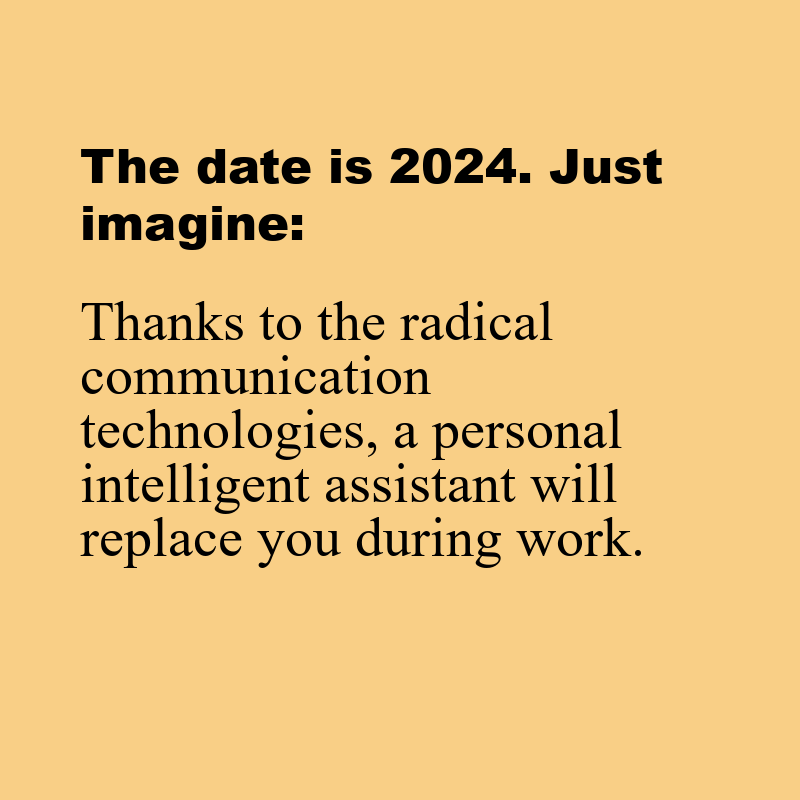 The date is 2024. Just
imagine:
Thanks to the radical
communication
technologies, a personal
intelligent assistant will
replace you during work.